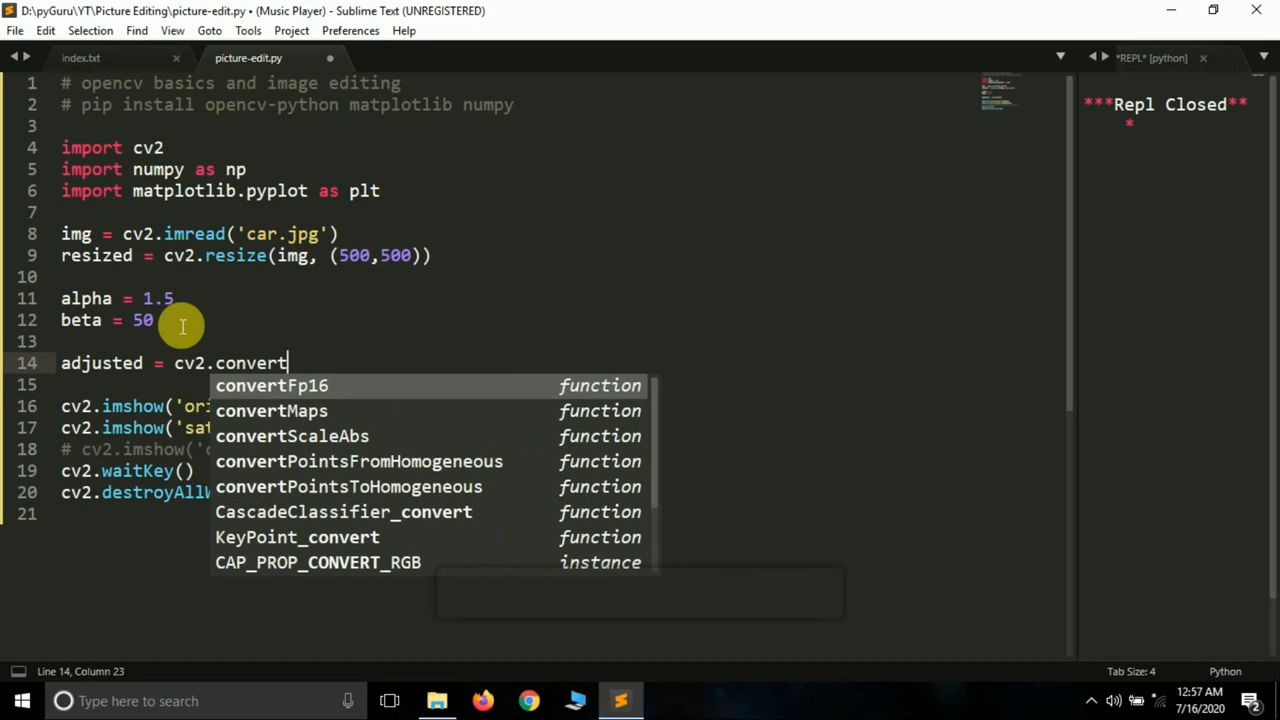 D:\pyGuru\YT\Picture Editing\picture-edit.py • (Music Player) - Sublime Text (UNREGISTERED)
File Edit Selection Find View Goto Tools Project Preferences Help
index.txt picture-edit.py *REPL* [python]
1 # opencv basics and image editing
2 # pip install opencv-python matplotlib numpy
3
4 import cv2
5 import numpy as np
6 import matplotlib.pyplot as plt
7
8 img = cv2.imread('car.jpg')
9 resized = cv2.resize(img, (500,500))
10
11 alpha = 1.5
12 beta = 50
13
14 adjusted = cv2.convert
15
16 cv2.imshow('ori
17 cv2.imshow('sat
18 # cv2.imshow('
19 cv2.waitKey()
20 cv2.destroyAll
21
convertFp16 function
convertMaps function
convertScaleAbs function
convertPointsFromHomogeneous function
convertPointsToHomogeneous function
CascadeClassifier_convert function
KeyPoint_convert function
CAP_PROP_CONVERT_RGB instance
***Repl Closed**
*
Line 14, Column 23 Tab Size: 4 Python
Type here to search
12:57 AM
7/16/2020
2